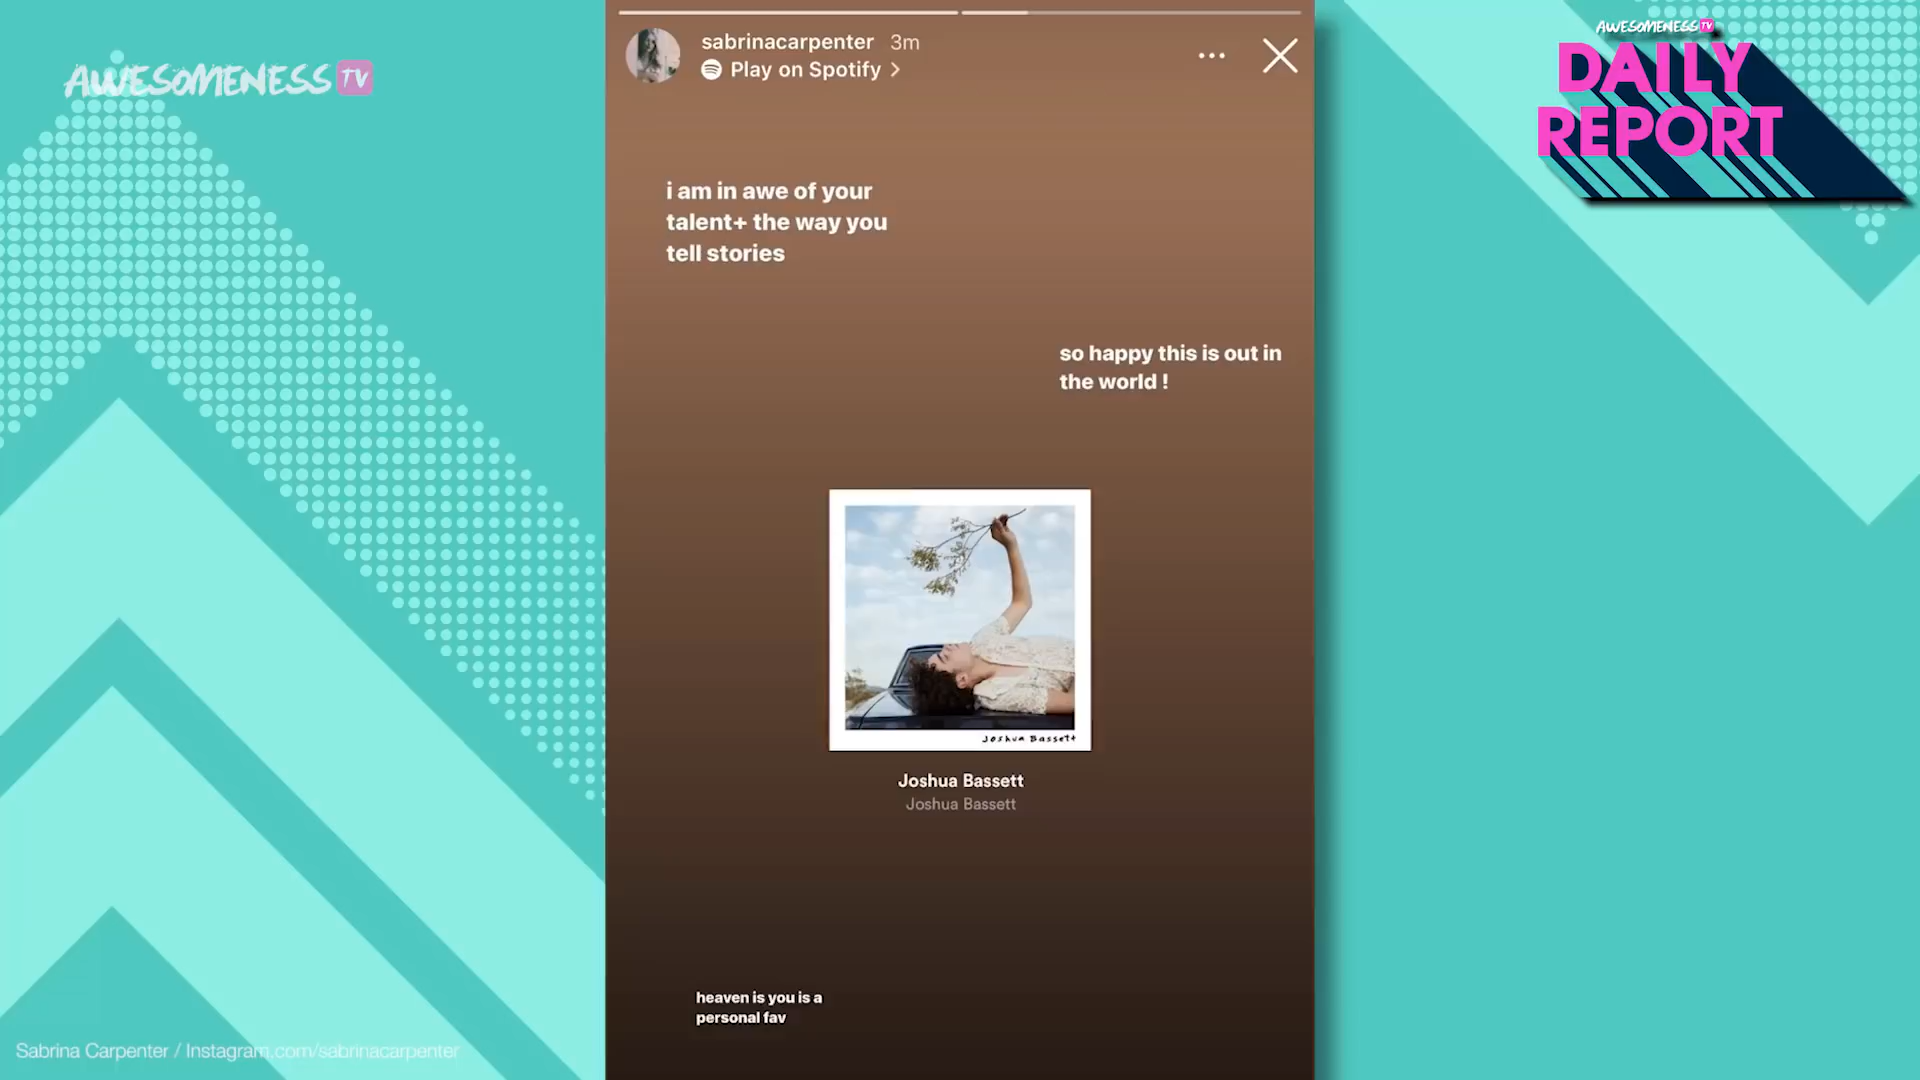 AWESOMENESS TV
sabrinacarpenter 3m
Play on Spotify >
AWESOMENESS TV
DAILY
REPORT
i am in awe of your
talent+ the way you
tell stories
so happy this is out in
the world !
Joshua Bassett
Joshua Bassett
Joshua Bassett
heaven is you is a
personal fav
Sabrina Carpenter / Instagram.com/sabrinacarpenter